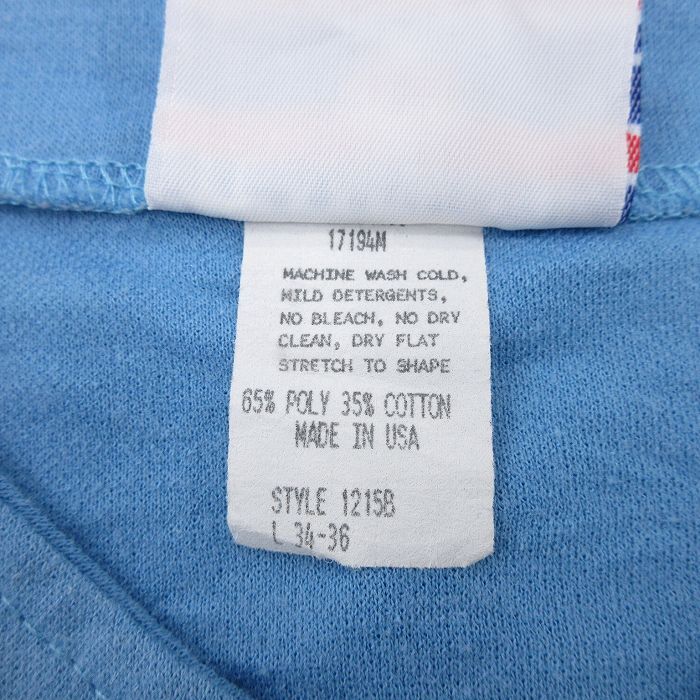 17194M
MACHINE WASH COLD,
MILD DETERGENTS,
NO BLEACH, NO DRY
CLEAN, DRY FLAT
STRETCH TO SHAPE
65% POLY 35% COTTON
MADE IN USA
STYLE 1215B
L 34-36